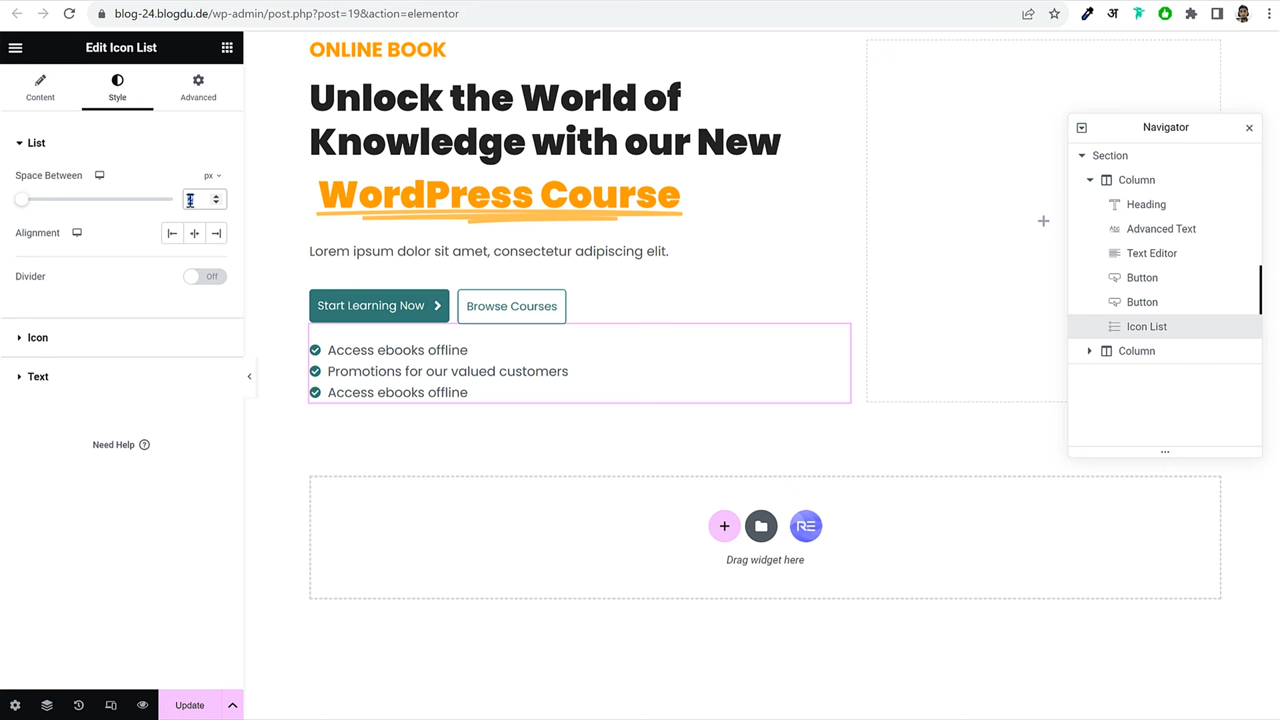 blog-24.blogdu.de/wp-admin/post.php?post=19&action=elementor
Edit Icon List
Content
Style
Advanced
List
Space Between
px
Alignment
Divider
Off
Icon
Text
Need Help
Update
ONLINE BOOK
Unlock the World of
Knowledge with our New
WordPress Course
Lorem ipsum dolor sit amet, consectetur adipiscing elit.
Start Learning Now
Browse Courses
Access ebooks offline
Promotions for our valued customers
Access ebooks offline
Drag widget here
Navigator
Section
Column
Heading
Advanced Text
Text Editor
Button
Button
Icon List
Column